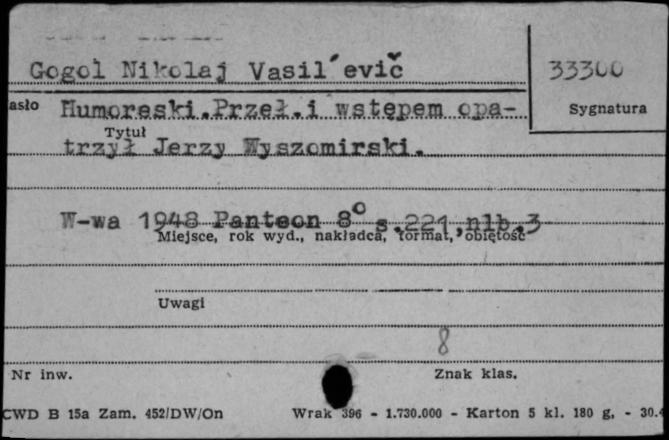 Gogol Nikolaj Vasil'evič
33300
asło Humoreski.Przeł.i wstępem opa-
Sygnatura
Tytuł
trzył Jerzy Wyszomirski.
W-wa 1948 Panteon 8° s.221,nlb.3
Miejsce, rok wyd., nakładca, format, objętość
Uwagi
8
Nr inw.
Znak klas.
CWD B 15a Zam. 452/DW/On
Wrak 396 - 1.730.000 - Karton 5 kl. 180 g. - 30.4